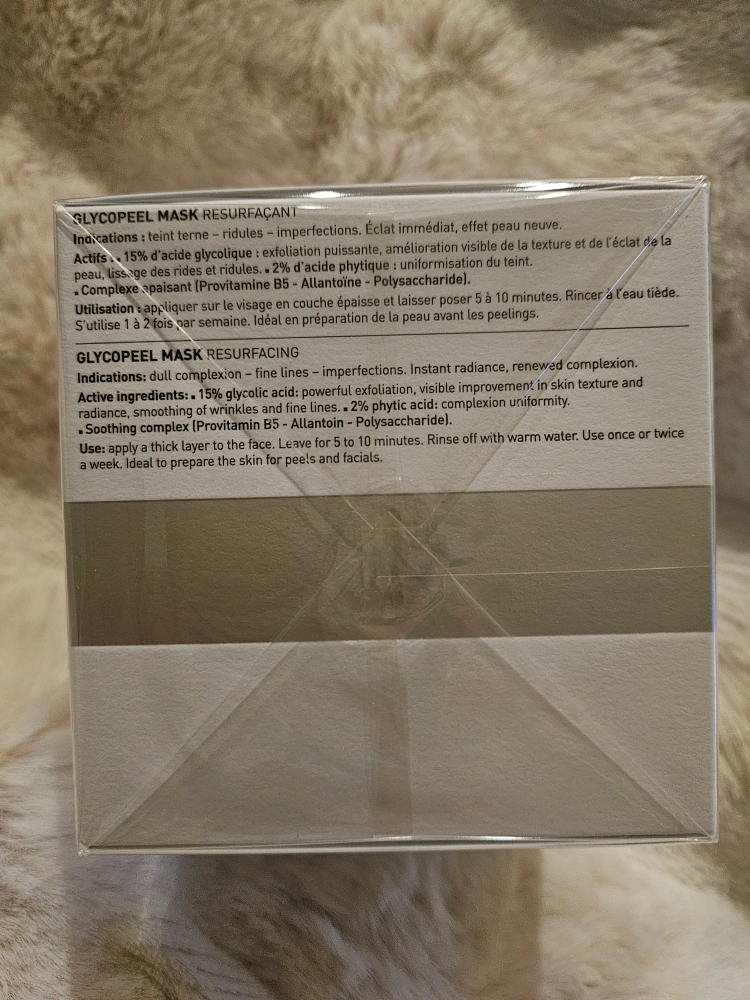 GLYCOPEEL MASK RESURFAÇANT
Indications : teint terne – ridules – imperfections. Éclat immédiat, effet peau neuve.
Actifs : ▪ 15% d'acide glycolique : exfoliation puissante, amélioration visible de la texture et de l'éclat de la
peau, lissage des rides et ridules. ▪ 2% d'acide phytique : uniformisation du teint.
▪ Complexe apaisant (Provitamine B5 - Allantoïne - Polysaccharide).
Utilisation : appliquer sur le visage en couche épaisse et laisser poser 5 à 10 minutes. Rincer à l'eau tiède.
S'utilise 1 à 2 fois par semaine. Idéal en préparation de la peau avant les peelings.
GLYCOPEEL MASK RESURFACING
Indications: dull complexion – fine lines – imperfections. Instant radiance, renewed complexion.
Active ingredients: ▪ 15% glycolic acid: powerful exfoliation, visible improvement in skin texture and
radiance, smoothing of wrinkles and fine lines. ▪ 2% phytic acid: complexion uniformity.
▪ Soothing complex (Provitamin B5 - Allantoin - Polysaccharide).
Use: apply a thick layer to the face. Leave for 5 to 10 minutes. Rinse off with warm water. Use once or twice
a week. Ideal to prepare the skin for peels and facials.